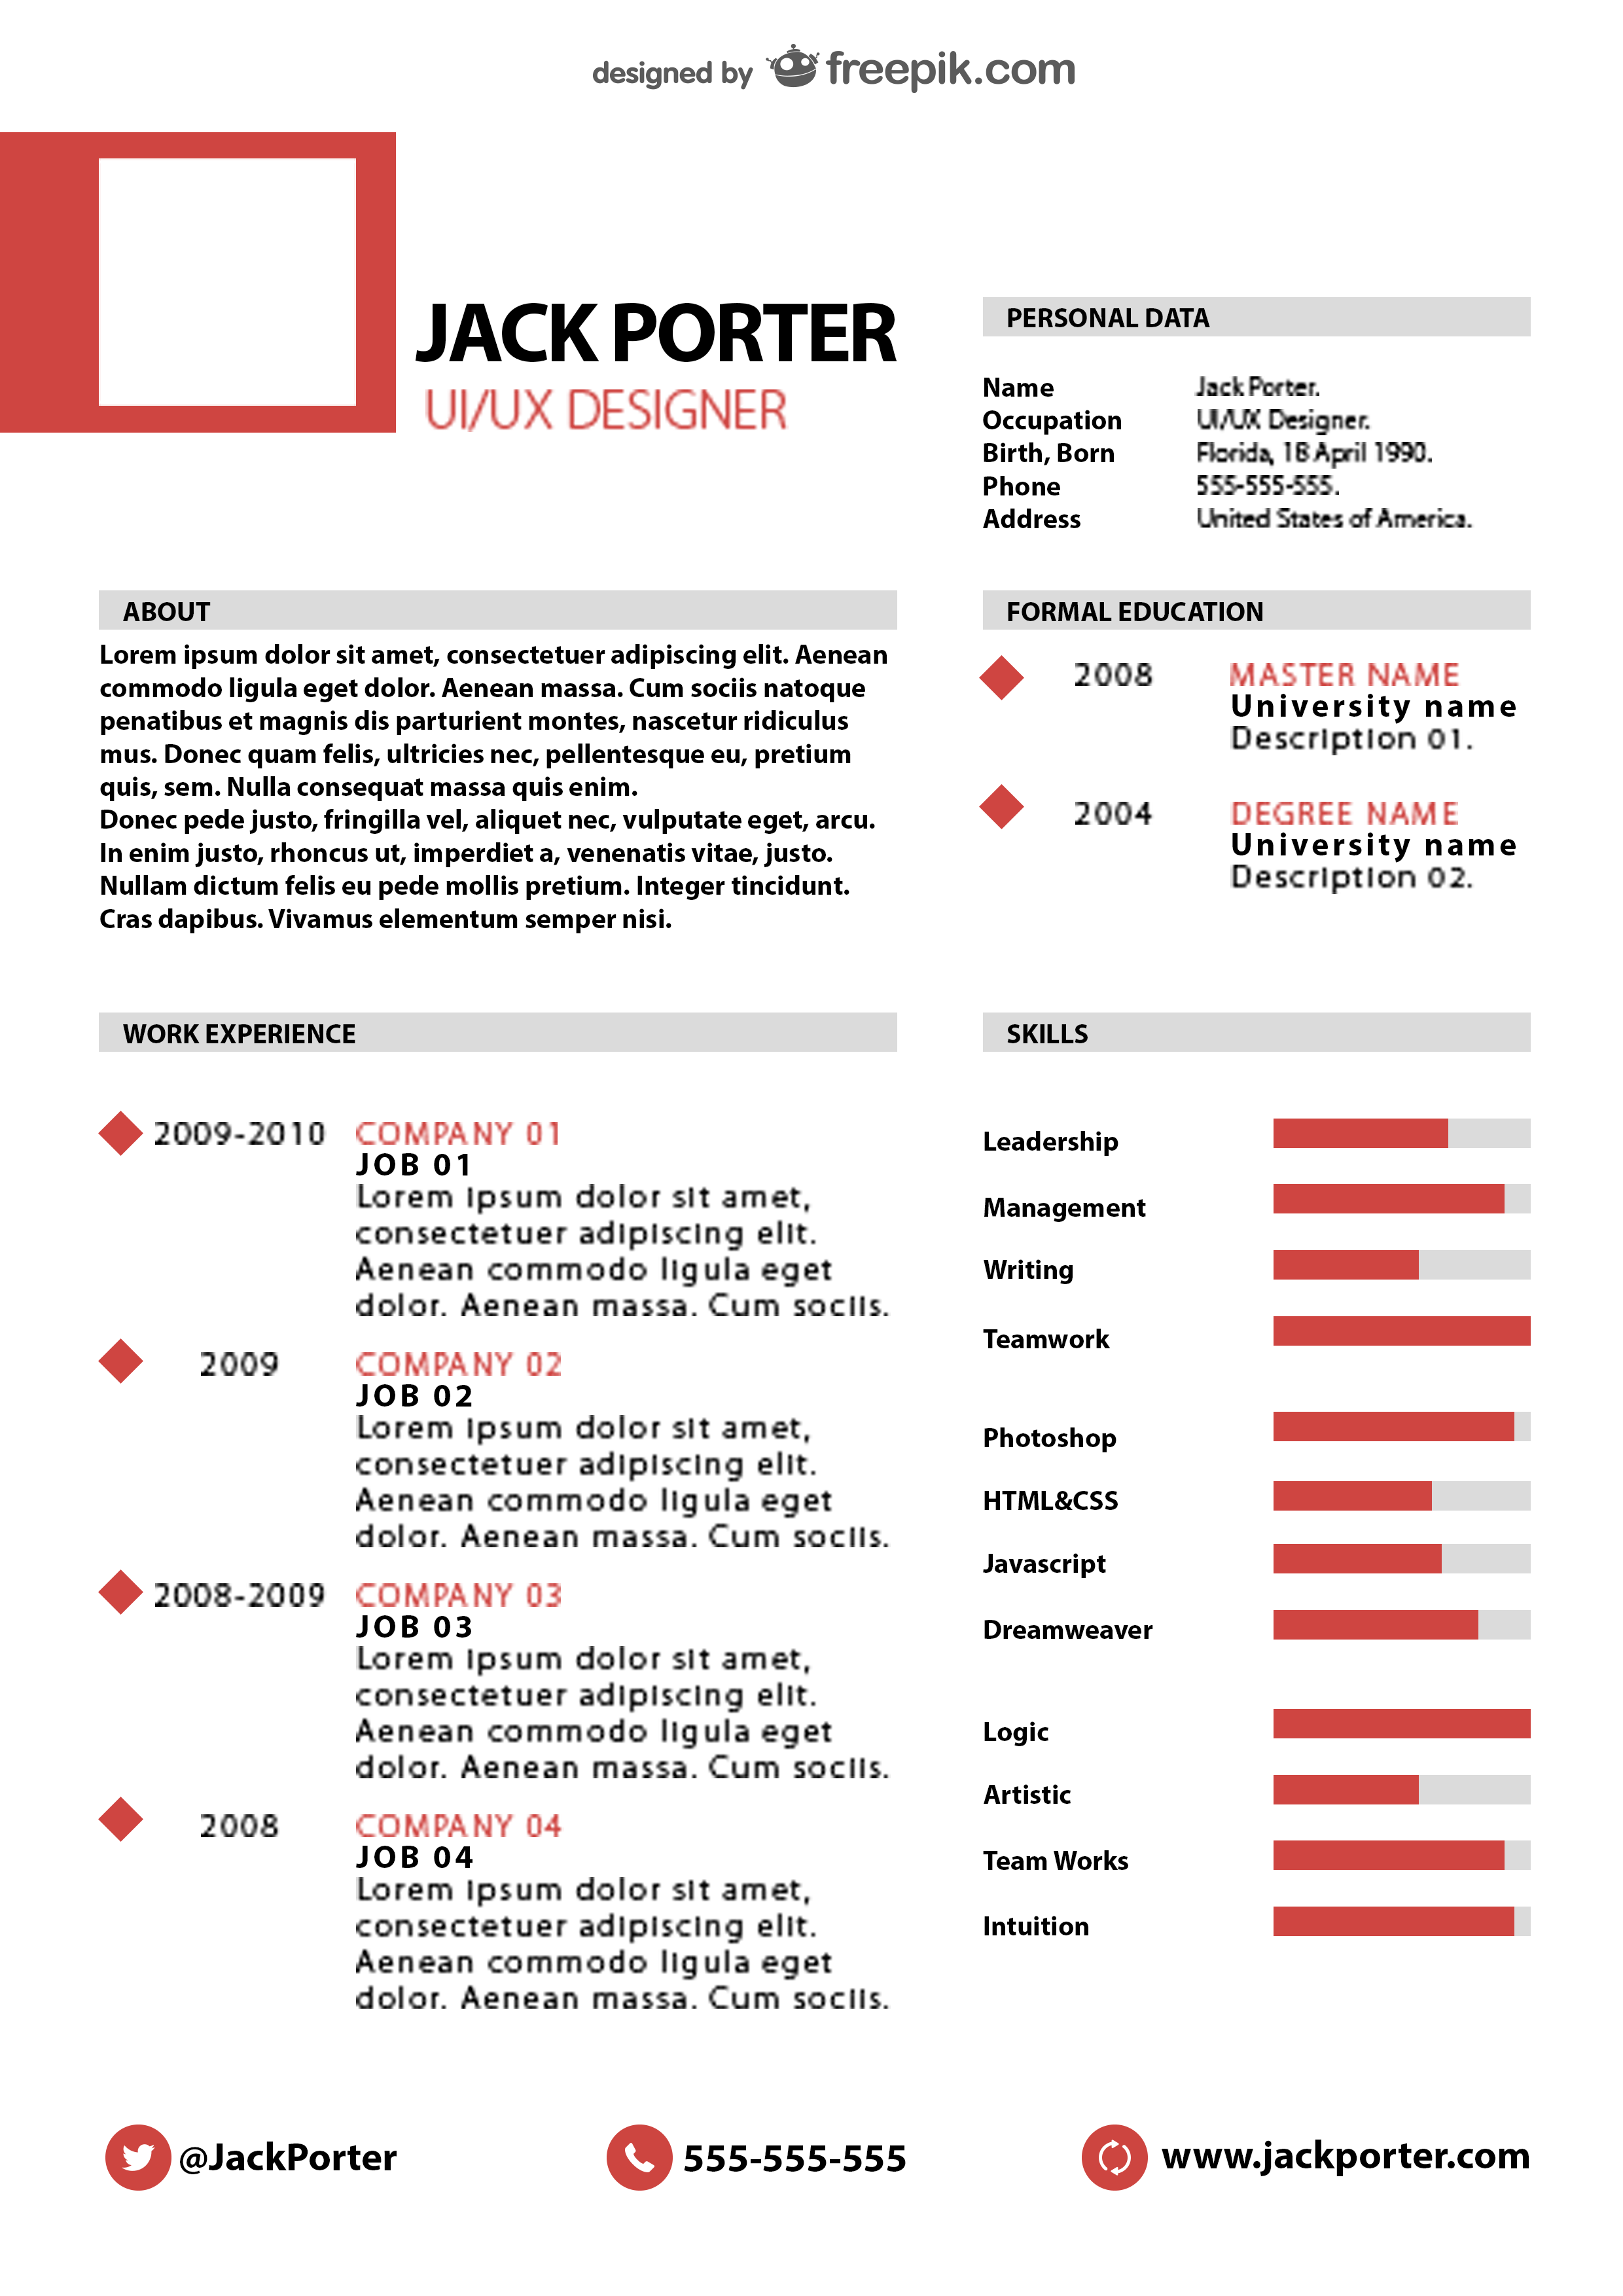 designed by freepik.com
JACK PORTER
UI/UX DESIGNER
PERSONAL DATA
Name Jack Porter.
Occupation UI/UX Designer.
Birth, Born Florida, 18 April 1990.
Phone 555-555-555.
Address United States of America.
ABOUT
Lorem ipsum dolor sit amet, consectetuer adipiscing elit. Aenean
commodo ligula eget dolor. Aenean massa. Cum sociis natoque
penatibus et magnis dis parturient montes, nascetur ridiculus
mus. Donec quam felis, ultricies nec, pellentesque eu, pretium
quis, sem. Nulla consequat massa quis enim.
Donec pede justo, fringilla vel, aliquet nec, vulputate eget, arcu.
In enim justo, rhoncus ut, imperdiet a, venenatis vitae, justo.
Nullam dictum felis eu pede mollis pretium. Integer tincidunt.
Cras dapibus. Vivamus elementum semper nisi.
FORMAL EDUCATION
2008 MASTER NAME
University name
Description 01.
2004 DEGREE NAME
University name
Description 02.
WORK EXPERIENCE
2009-2010 COMPANY 01
JOB 01
Lorem ipsum dolor sit amet,
consectetuer adipiscing elit.
Aenean commodo ligula eget
dolor. Aenean massa. Cum sociis.
2009 COMPANY 02
JOB 02
Lorem ipsum dolor sit amet,
consectetuer adipiscing elit.
Aenean commodo ligula eget
dolor. Aenean massa. Cum sociis.
2008-2009 COMPANY 03
JOB 03
Lorem ipsum dolor sit amet,
consectetuer adipiscing elit.
Aenean commodo ligula eget
dolor. Aenean massa. Cum sociis.
2008 COMPANY 04
JOB 04
Lorem ipsum dolor sit amet,
consectetuer adipiscing elit.
Aenean commodo ligula eget
dolor. Aenean massa. Cum sociis.
SKILLS
Leadership
Management
Writing
Teamwork
Photoshop
HTML&CSS
Javascript
Dreamweaver
Logic
Artistic
Team Works
Intuition
@JackPorter
555-555-555
www.jackporter.com